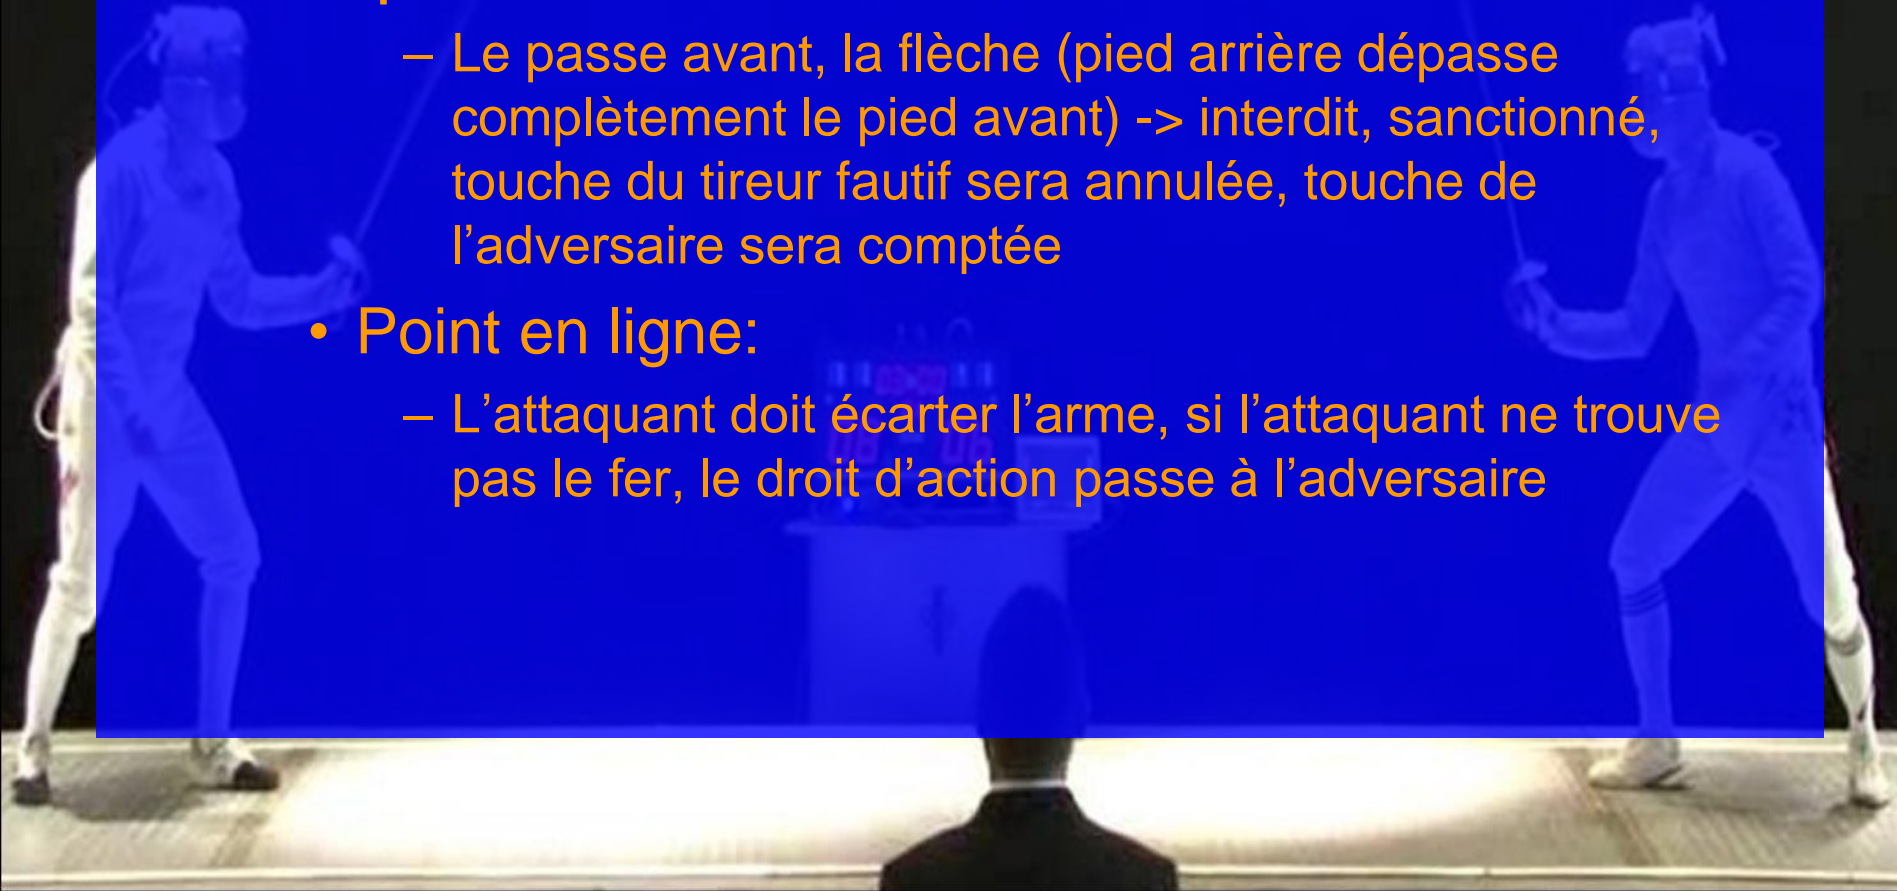 – Le passe avant, la flèche (pied arrière dépasse
complètement le pied avant) -> interdit, sanctionné,
touche du tireur fautif sera annulée, touche de
l’adversaire sera comptée
• Point en ligne:
– L’attaquant doit écarter l’arme, si l’attaquant ne trouve
pas le fer, le droit d’action passe à l’adversaire